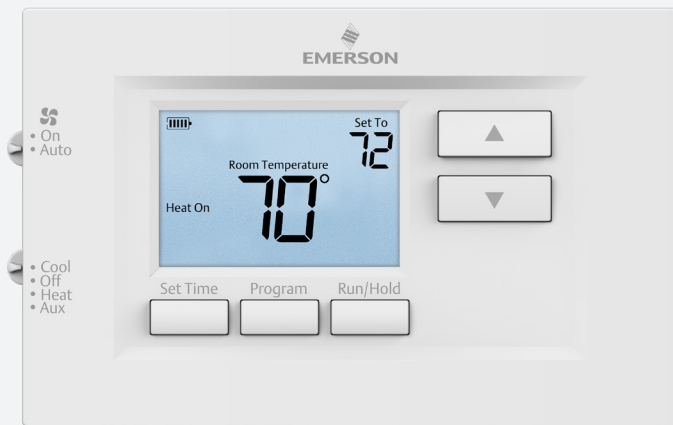 EMERSON
On
Auto
Set To
72
Room Temperature
70°
Heat On
Cool
Off
Heat
Aux
Set Time Program Run/Hold